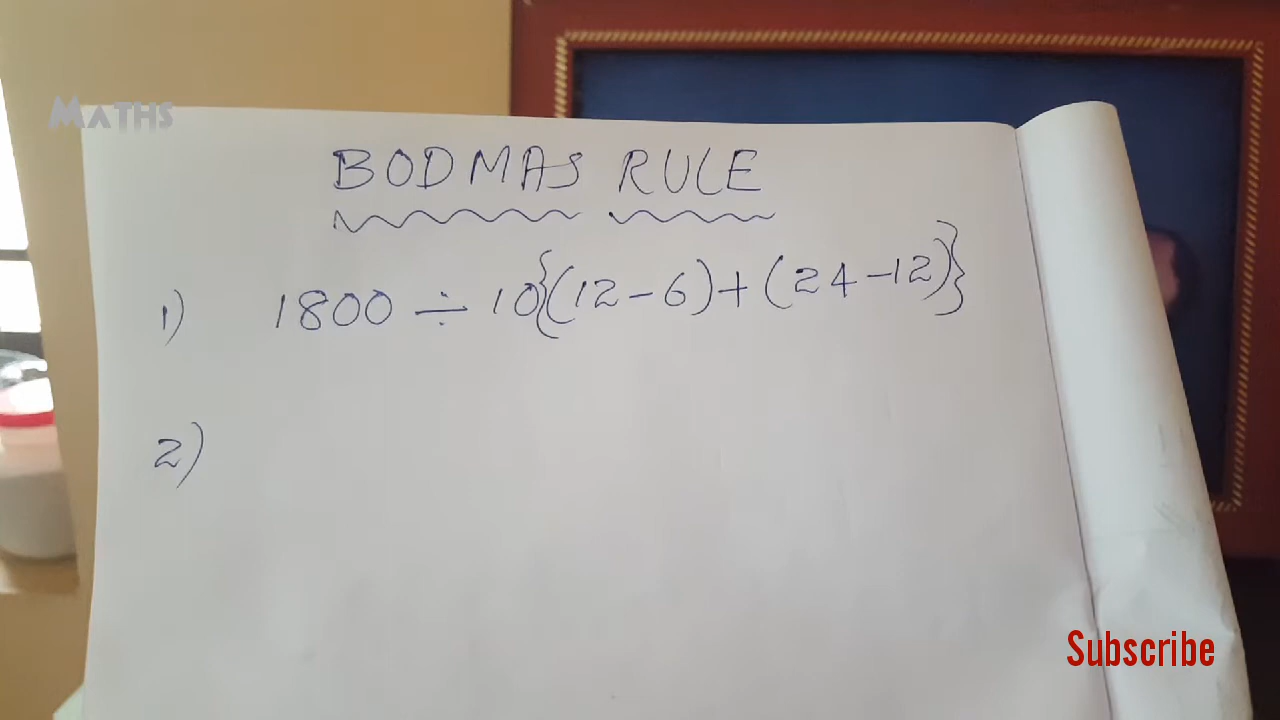 MATHS
BODMAS RULE
1) 1800 ÷ 10{(12-6)+(24-12)}
2)
Subscribe